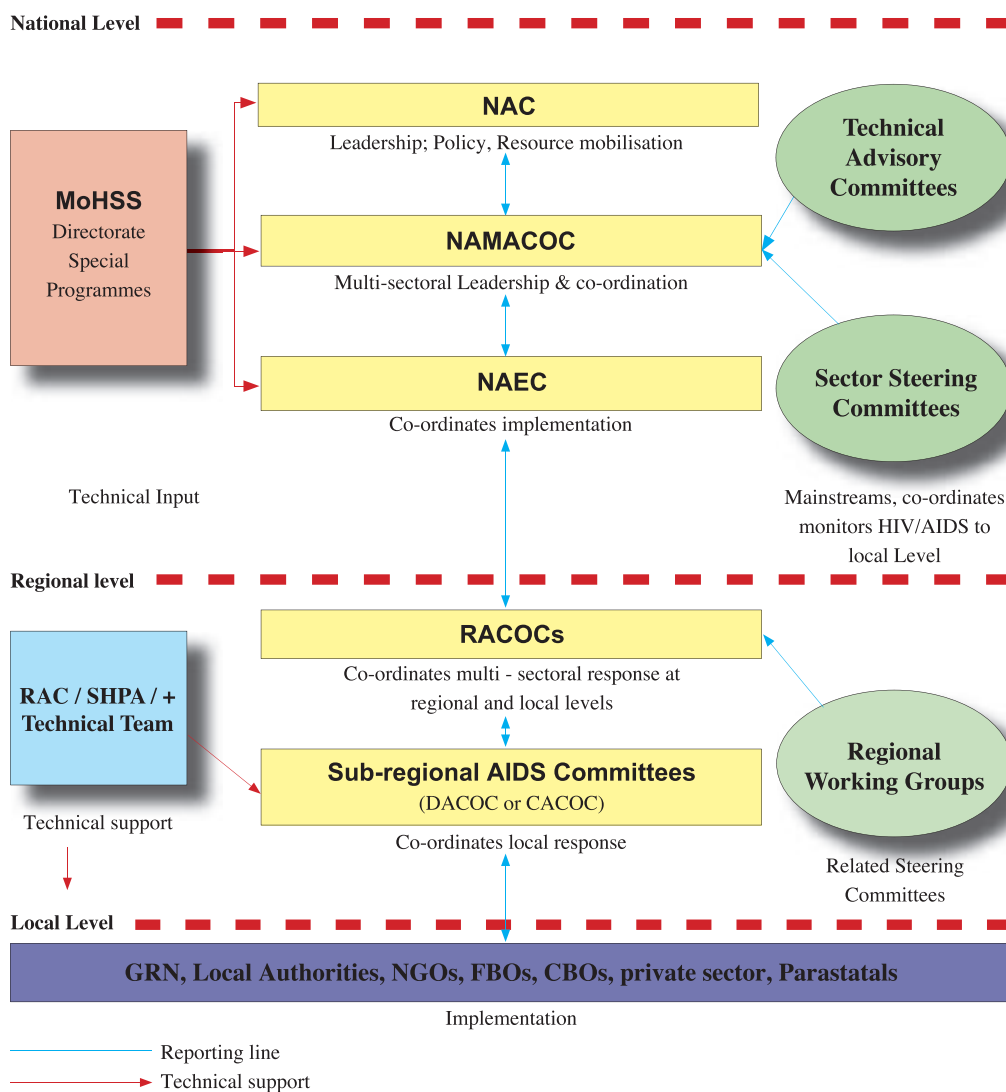 National Level
NAC
Leadership; Policy, Resource mobilisation
Technical
Advisory
Committees
MoHSS
Directorate
Special
Programmes
NAMACOC
Multi-sectoral Leadership & co-ordination
NAEC
Co-ordinates implementation
Sector Steering
Committees
Technical Input
Mainstreams, co-ordinates
monitors HIV/AIDS to
local Level
Regional level
RACOCs
Co-ordinates multi - sectoral response at
regional and local levels
RAC / SHPA / +
Technical Team
Technical support
Sub-regional AIDS Committees
(DACOC or CACOC)
Co-ordinates local response
Regional
Working Groups
Related Steering
Committees
Local Level
GRN, Local Authorities, NGOs, FBOs, CBOs, private sector, Parastatals
Implementation
Reporting line
Technical support